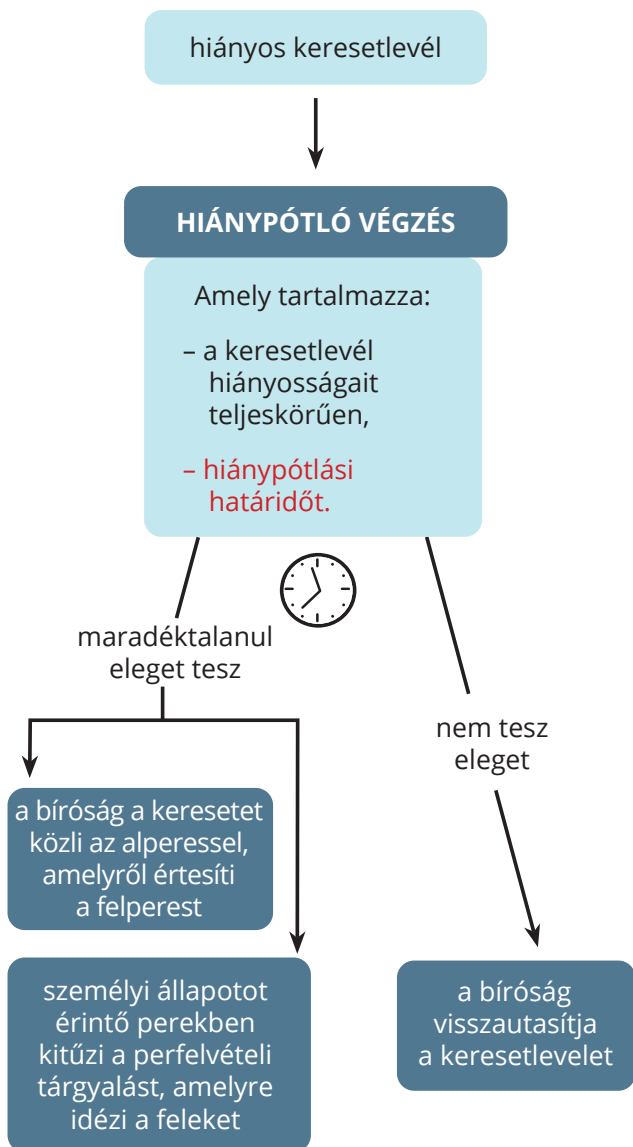 hiányos keresetlevél
HIÁNYPÓTLÓ VÉGZÉS
Amely tartalmazza:
– a keresetlevél
hiányosságait
teljeskörűen,
– hiánypótlási
határidőt.
maradéktalanul
eleget tesz
nem tesz
eleget
a bíróság a keresetet
közli az alperessel,
amelyről értesíti
a felperest
személyi állapotot
érintő perekben
kitűzi a perfelvételi
tárgyalást, amelyre
idézi a feleket
a bíróság
visszautasítja
a keresetlevelet